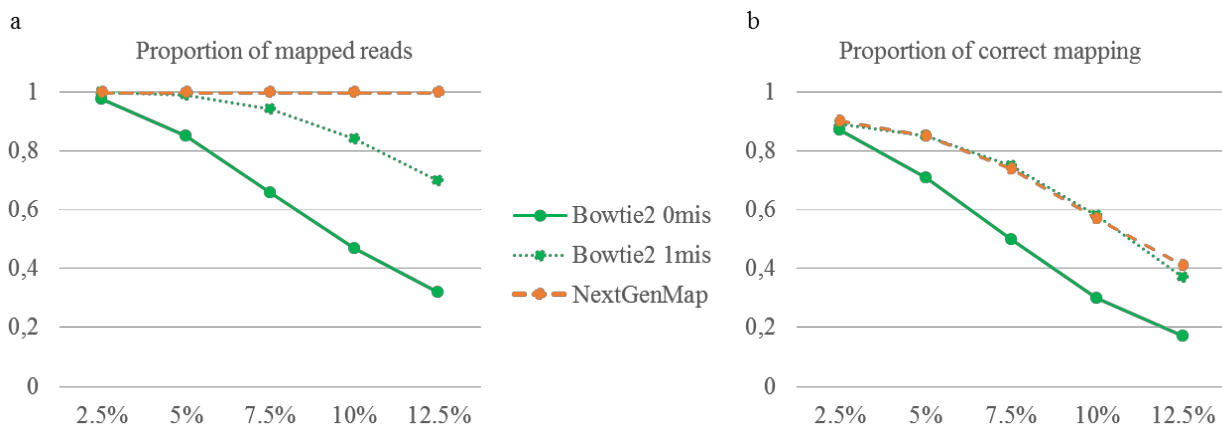 a
Proportion of mapped reads
1
0,8
0,6
0,4
0,2
0
2.5% 5% 7.5% 10% 12.5%
Bowtie2 0mis
Bowtie2 1mis
NextGenMap
b
Proportion of correct mapping
1
0,8
0,6
0,4
0,2
0
2.5% 5% 7.5% 10% 12.5%